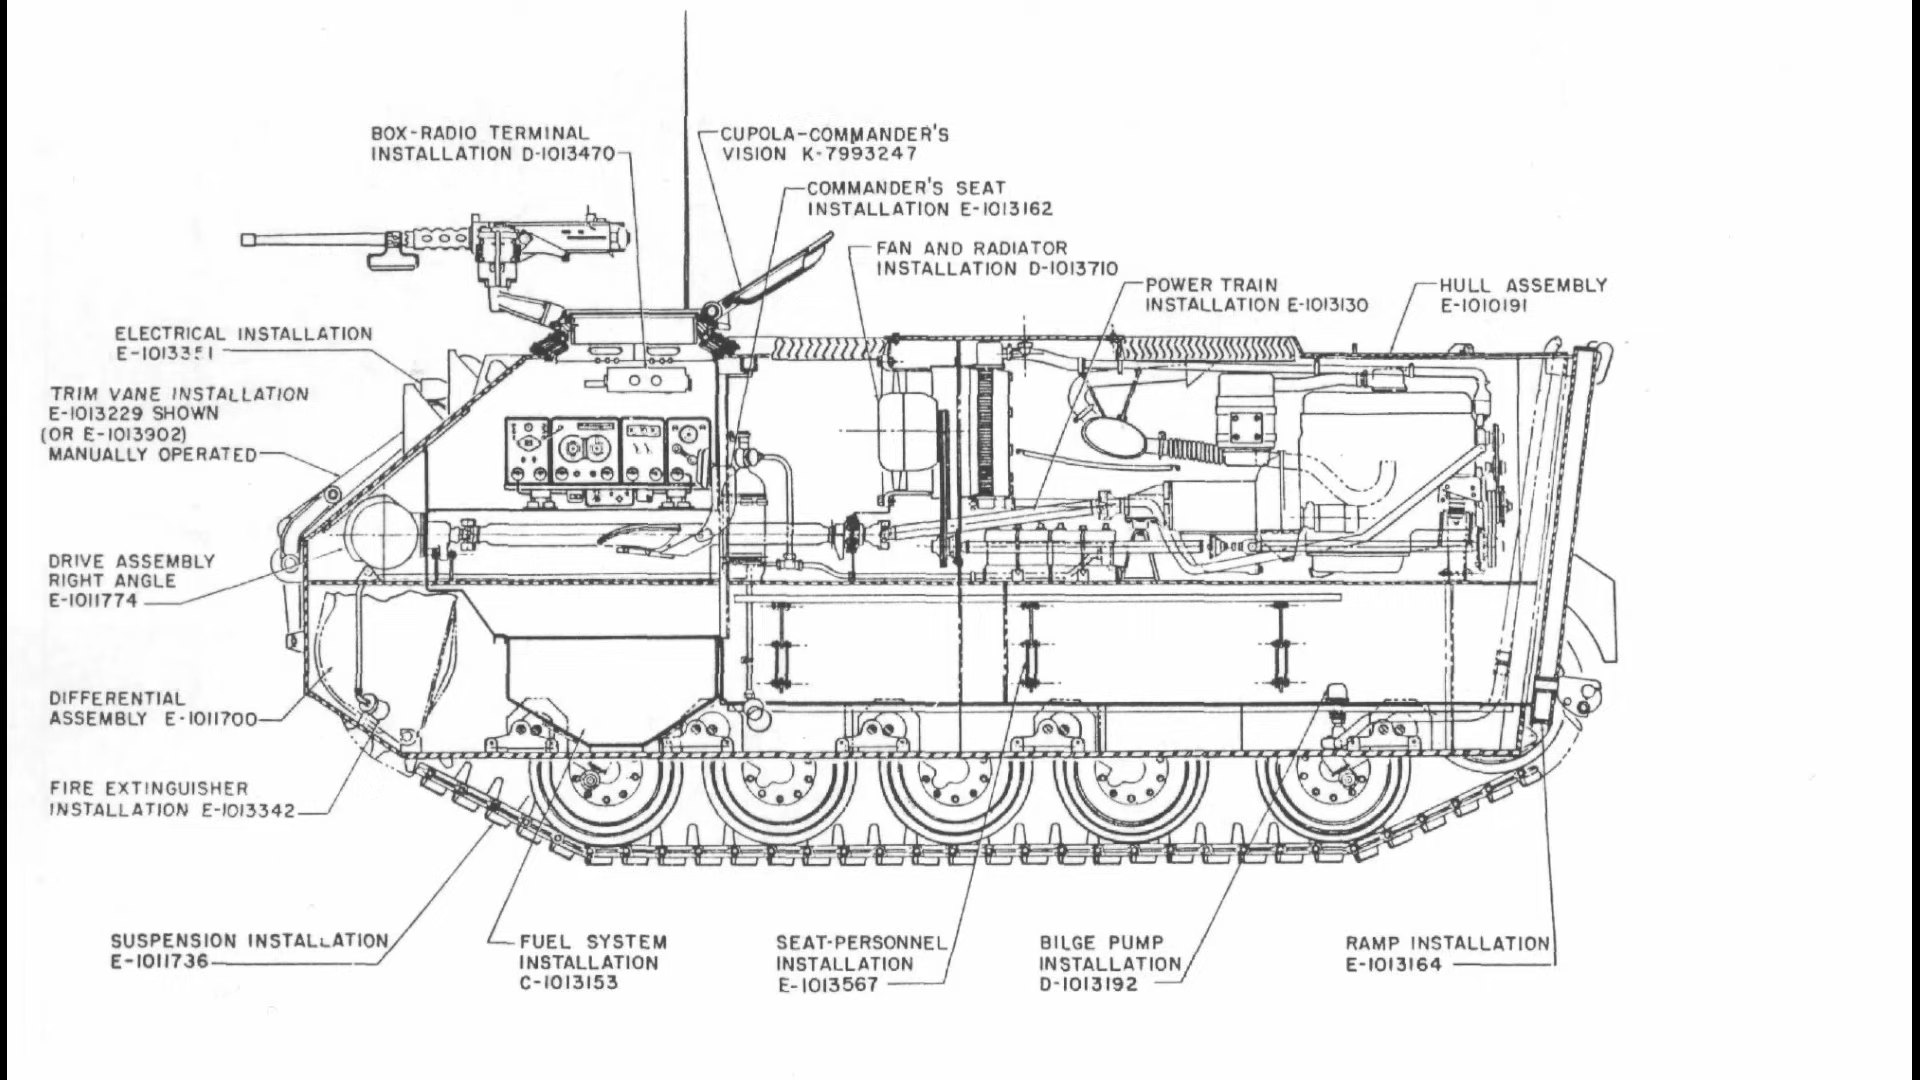 BOX-RADIO TERMINAL
INSTALLATION D-1013470
CUPOLA-COMMANDER'S
VISION K-7993247
COMMANDER'S SEAT
INSTALLATION E-1013162
FAN AND RADIATOR
INSTALLATION D-1013710
POWER TRAIN
INSTALLATION E-1013130
HULL ASSEMBLY
E-1010191
ELECTRICAL INSTALLATION
TRIM VANE INSTALLATION
E-1013229 SHOWN
(OR E-1013902)
MANUALLY OPERATED
DRIVE ASSEMBLY
RIGHT ANGLE
E-1011774
DIFFERENTIAL
ASSEMBLY E-1011700
FIRE EXTINGUISHER
INSTALLATION E-1013342
SUSPENSION INSTALLATION
E-1011736
FUEL SYSTEM
INSTALLATION
C-1013153
SEAT-PERSONNEL
INSTALLATION
E-1013567
BILGE PUMP
INSTALLATION
D-1013192
RAMP INSTALLATION
E-1013164